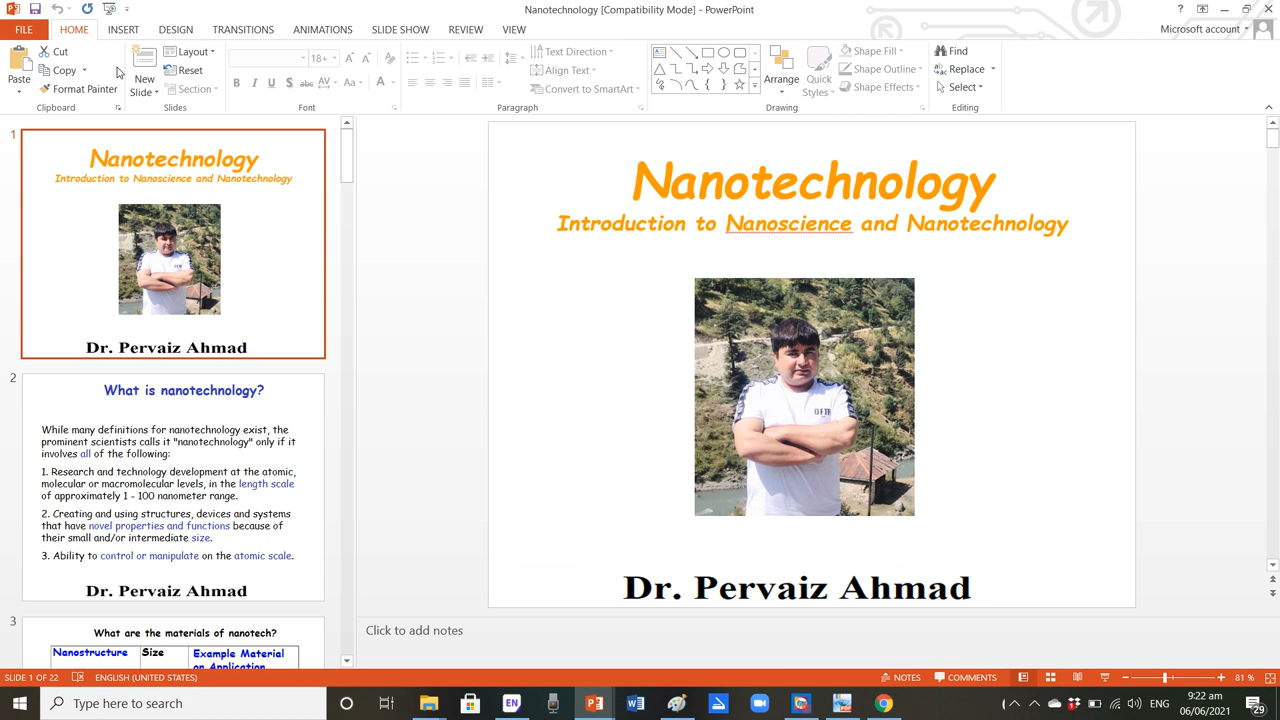 Nanotechnology [Compatibility Mode] - PowerPoint
FILE HOME INSERT DESIGN TRANSITIONS ANIMATIONS SLIDE SHOW REVIEW VIEW Microsoft account
Paste
Cut
Copy
Format Painter
Clipboard
New
Slide
Layout
Reset
Section
Slides
18+
B I U S abc AV Aa A
Font
Text Direction
Align Text
Convert to SmartArt
Paragraph
Arrange
Quick
Styles
Shape Fill
Shape Outline
Shape Effects
Drawing
Find
Replace
Select
Editing
1
Nanotechnology
Introduction to Nanoscience and Nanotechnology
Dr. Pervaiz Ahmad
2
What is nanotechnology?
While many definitions for nanotechnology exist, the
prominent scientists calls it "nanotechnology" only if it
involves all of the following:
1. Research and technology development at the atomic,
molecular or macromolecular levels, in the length scale
of approximately 1 - 100 nanometer range.
2. Creating and using structures, devices and systems
that have novel properties and functions because of
their small and/or intermediate size.
3. Ability to control or manipulate on the atomic scale.
Dr. Pervaiz Ahmad
3
What are the materials of nanotech?
Nanostructure Size Example Material
or Application
Nanotechnology
Introduction to Nanoscience and Nanotechnology
Dr. Pervaiz Ahmad
Click to add notes
SLIDE 1 OF 22 ENGLISH (UNITED STATES) NOTES COMMENTS 81 %
Type here to search
EN
ENG
9:22 am
06/06/2021
29